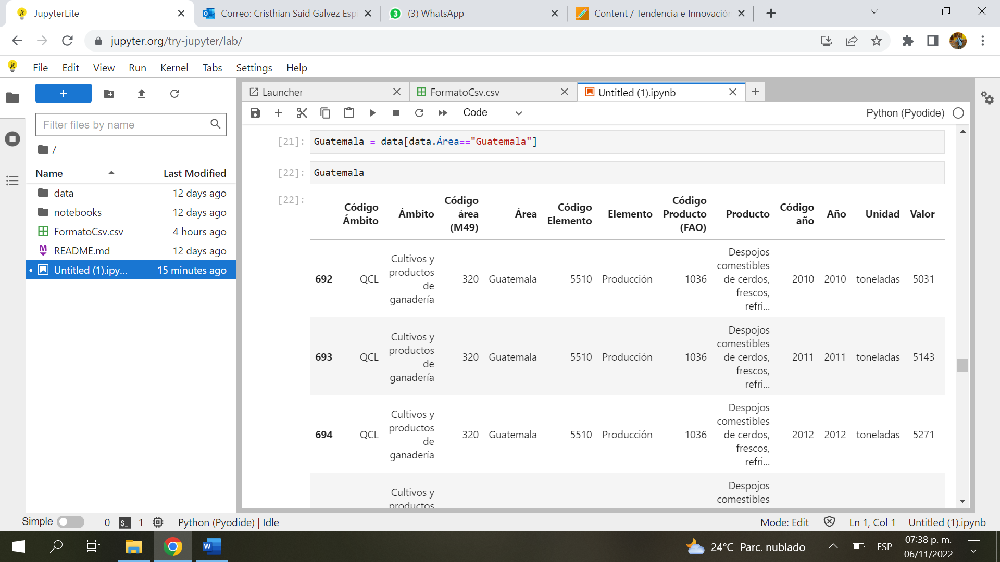 JupyterLite
Correo: Cristhian Said Galvez Esp
(3) WhatsApp
Content / Tendencia e Innovación
jupyter.org/try-jupyter/lab/
File Edit View Run Kernel Tabs Settings Help
Launcher
FormatoCsv.csv
Untitled (1).ipynb
Code
Python (Pyodide)
Filter files by name
/
Name Last Modified
data 12 days ago
notebooks 12 days ago
FormatoCsv.csv 4 hours ago
README.md 12 days ago
Untitled (1).ipy... 15 minutes ago
[21]: Guatemala = data[data.Área=="Guatemala"]
[22]: Guatemala
[22]:
Código Ámbito Ámbito Código área (M49) Área Código Elemento Elemento Código Producto (FAO) Producto Código año Año Unidad Valor
692 QCL Cultivos y productos de ganadería 320 Guatemala 5510 Producción 1036 Despojos comestibles de cerdos, frescos, refri... 2010 2010 toneladas 5031
693 QCL Cultivos y productos de ganadería 320 Guatemala 5510 Producción 1036 Despojos comestibles de cerdos, frescos, refri... 2011 2011 toneladas 5143
694 QCL Cultivos y productos de ganadería 320 Guatemala 5510 Producción 1036 Despojos comestibles de cerdos, frescos, refri... 2012 2012 toneladas 5271
Cultivos y productos Despojos comestibles
Simple 0 $_ 1 Python (Pyodide) | Idle
Mode: Edit Ln 1, Col 1 Untitled (1).ipynb
24°C Parc. nublado
ESP
07:38 p. m.
06/11/2022